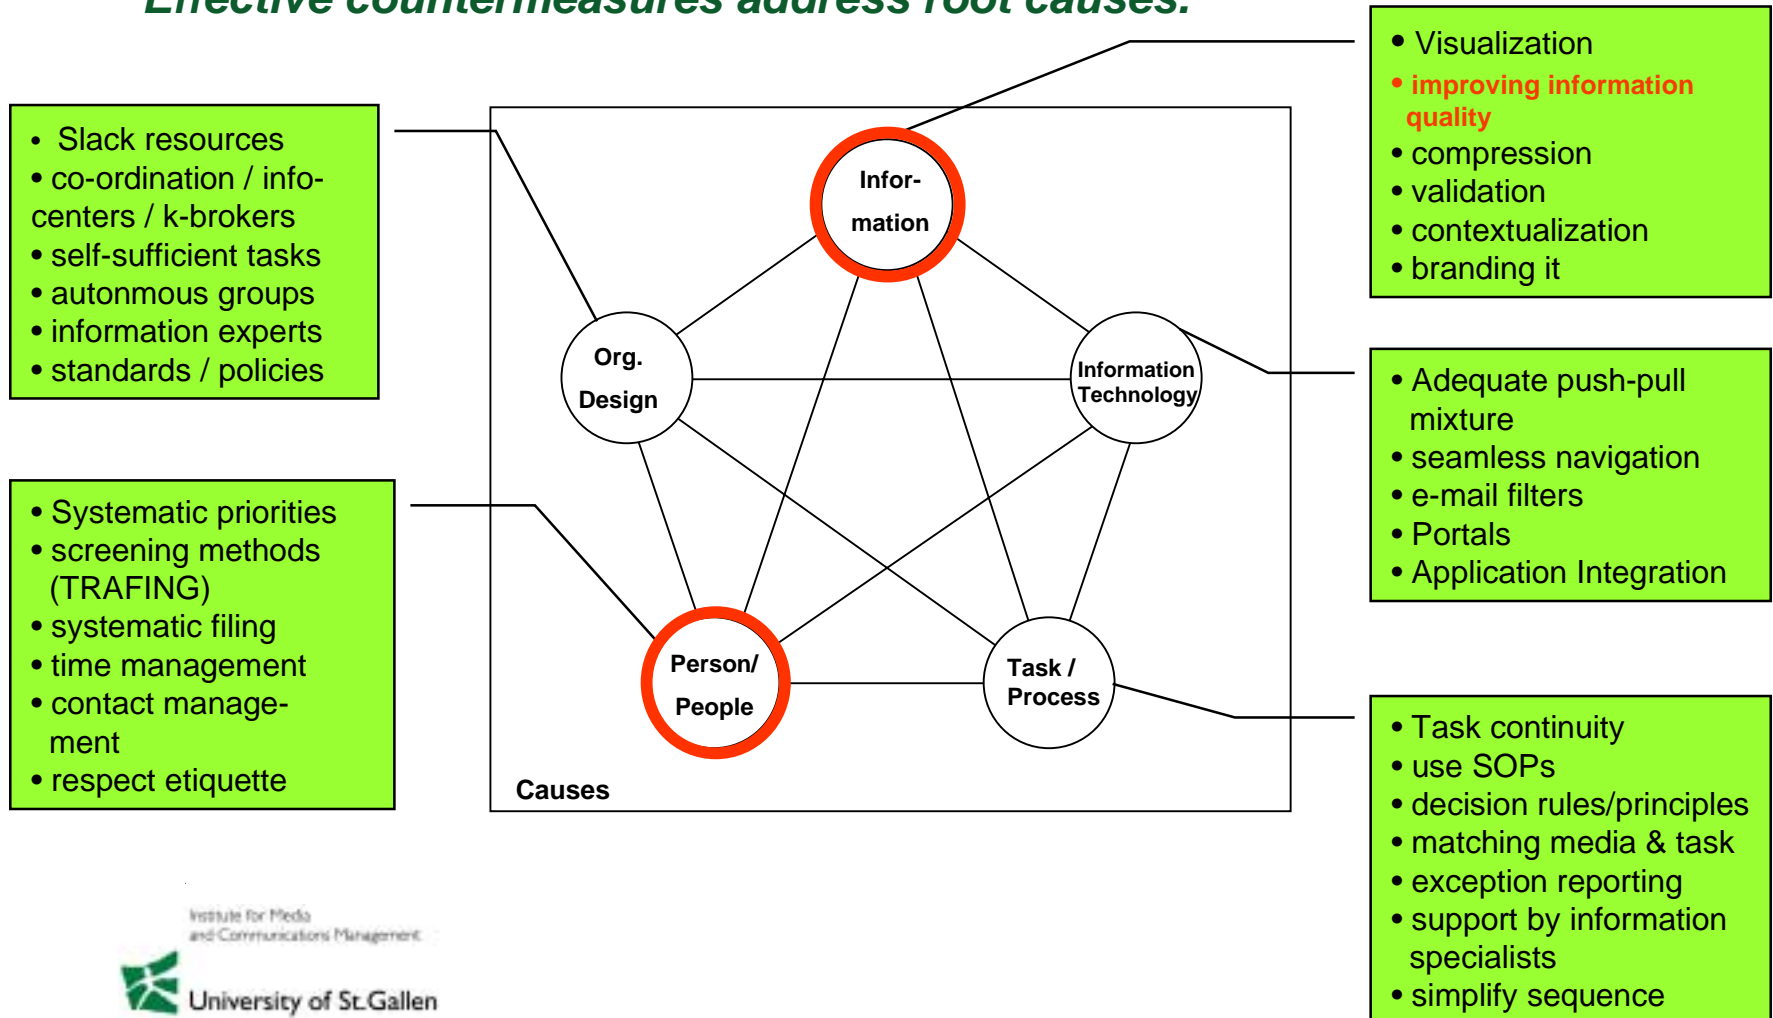 Effective countermeasures address root causes.
• Slack resources
• co-ordination / info-
centers / k-brokers
• self-sufficient tasks
• autonmous groups
• information experts
• standards / policies
• Systematic priorities
• screening methods
(TRAFING)
• systematic filing
• time management
• contact manage-
ment
• respect etiquette
Infor-
mation
Org.
Design
Information
Technology
Person/
People
Task /
Process
Causes
• Visualization
• improving information
quality
• compression
• validation
• contextualization
• branding it
• Adequate push-pull
mixture
• seamless navigation
• e-mail filters
• Portals
• Application Integration
• Task continuity
• use SOPs
• decision rules/principles
• matching media & task
• exception reporting
• support by information
specialists
• simplify sequence
Institute for Media
and Communications Management
University of St.Gallen